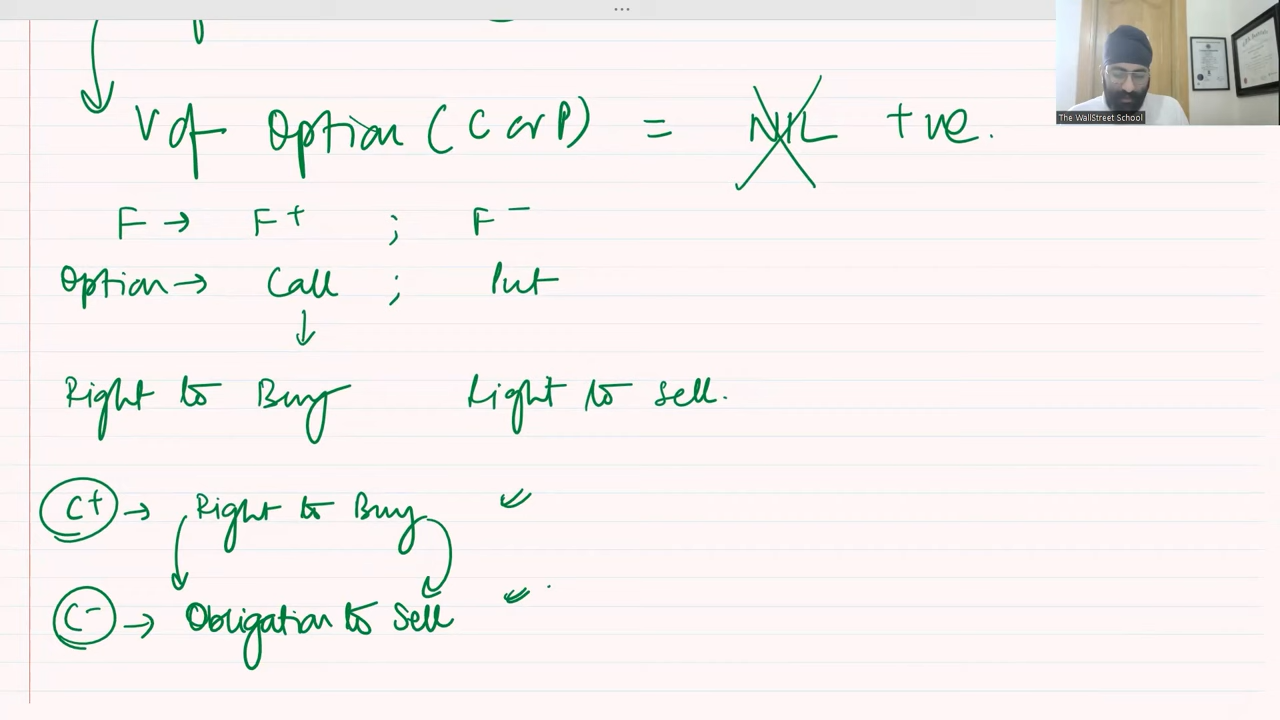 ...
The WallStreet School
V of Option (C or P) = NIL +ve.
F → F+ ; F-
Option → Call ; Put
Right to Buy Right to Sell.
C+ → Right to Buy
C- → Obligation to Sell